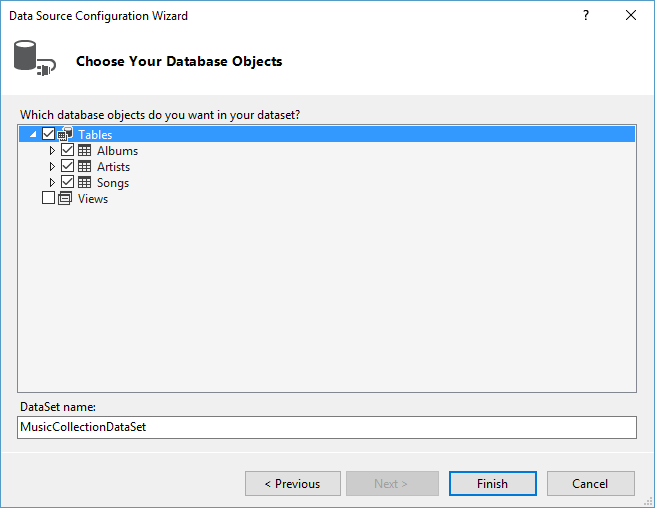 Data Source Configuration Wizard
?
Choose Your Database Objects
Which database objects do you want in your dataset?
Tables
Albums
Artists
Songs
Views
DataSet name:
MusicCollectionDataSet
< Previous
Next >
Finish
Cancel